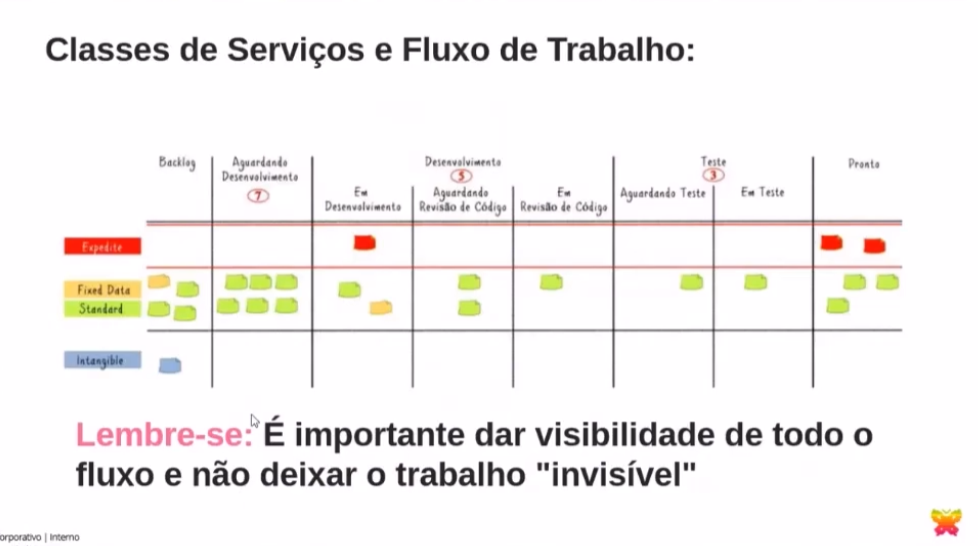 Classes de Serviços e Fluxo de Trabalho:
Backlog
Aguardando
Desenvolvimento
7
Desenvolvimento
5
Em
Desenvolvimento
Aguardando
Revisão de Código
Em
Revisão de Código
Teste
3
Aguardando Teste
Em Teste
Pronto
Expedite
Fixed Data
Standard
Intangible
Lembre-se: É importante dar visibilidade de todo o
fluxo e não deixar o trabalho "invisível"
orporativo | Interno